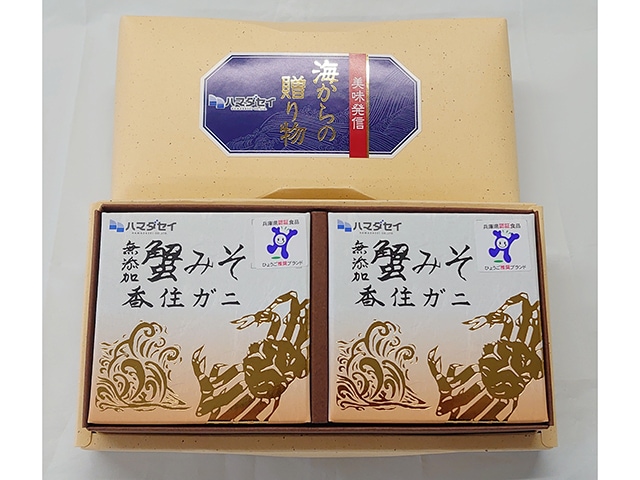 美味発信
海からの
贈り物
ハマダセイ
ハマダセイ
兵庫県認証食品
ひょうご推奨ブランド
無添加
蟹みそ
香住ガニ
ハマダセイ
兵庫県認証食品
ひょうご推奨ブランド
無添加
蟹みそ
香住ガニ